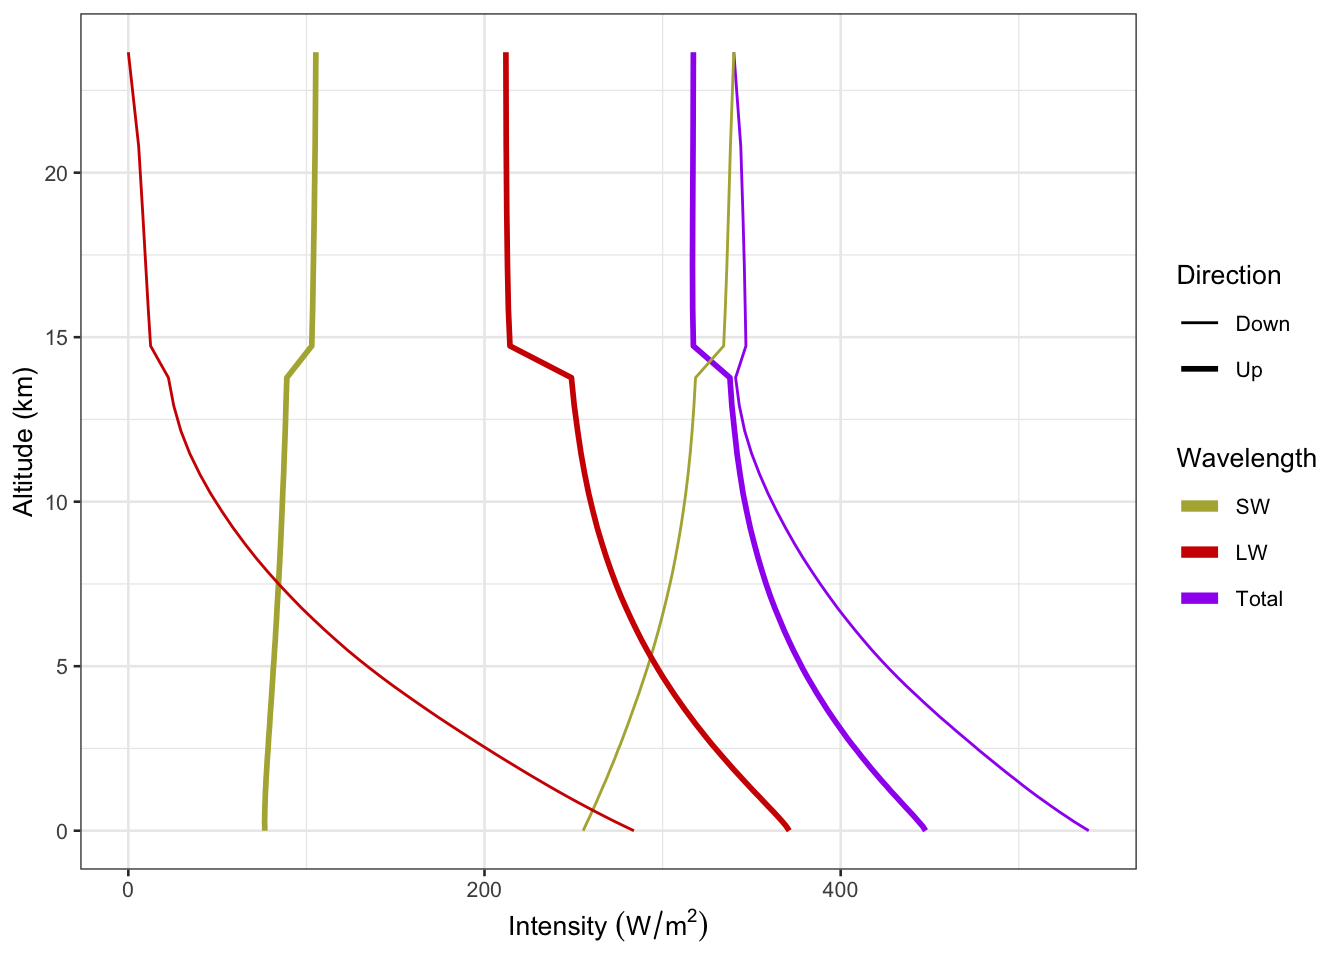 20
15
10
5
0
Altitude (km)
0
200
400
Intensity (W/m²)
Direction
Down
Up
Wavelength
SW
LW
Total